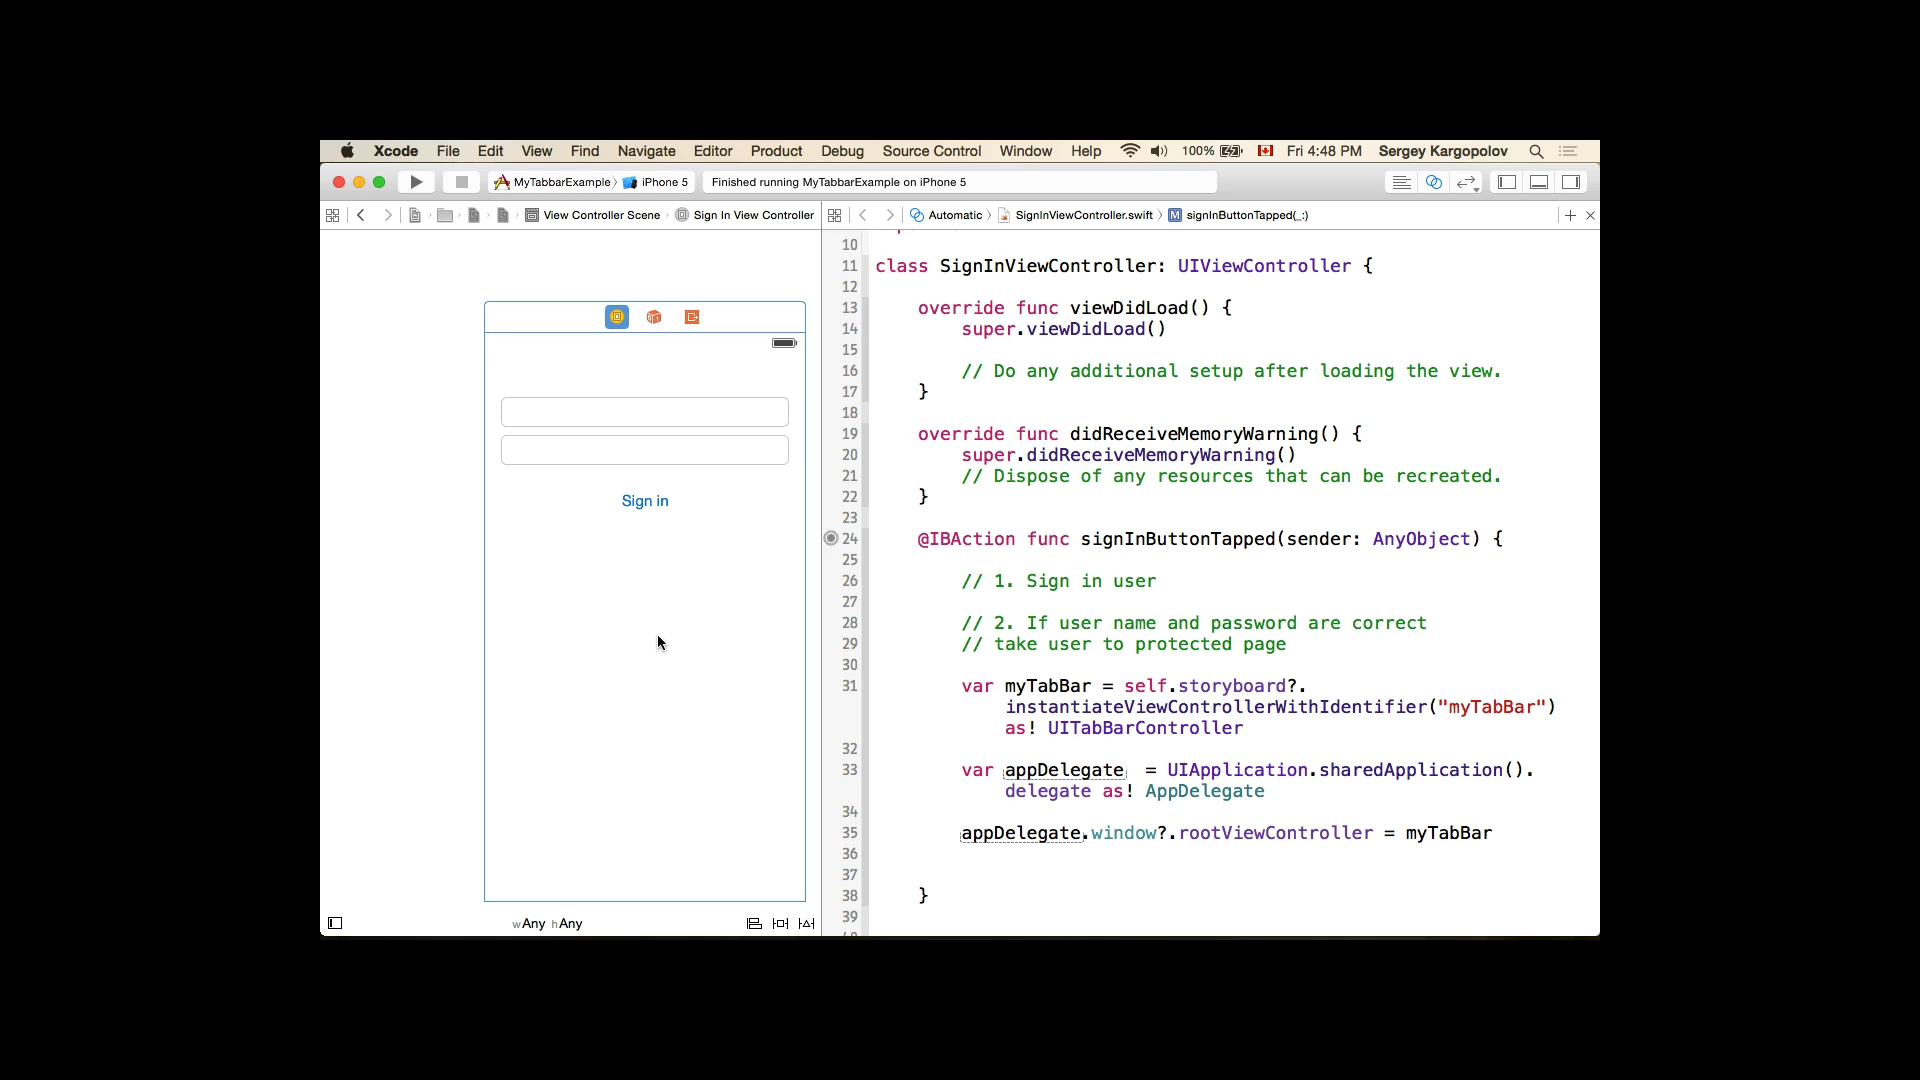 Xcode File Edit View Find Navigate Editor Product Debug Source Control Window Help 100% Fri 4:48 PM Sergey Kargopolov
MyTabbarExample iPhone 5 Finished running MyTabbarExample on iPhone 5
View Controller Scene Sign In View Controller Automatic SignInViewController.swift M signInButtonTapped(_:)
10
11 class SignInViewController: UIViewController {
12
13 override func viewDidLoad() {
14 super.viewDidLoad()
15
16 // Do any additional setup after loading the view.
17 }
18
19 override func didReceiveMemoryWarning() {
20 super.didReceiveMemoryWarning()
21 // Dispose of any resources that can be recreated.
22 }
23
Sign in
24 @IBAction func signInButtonTapped(sender: AnyObject) {
25
26 // 1. Sign in user
27
28 // 2. If user name and password are correct
29 // take user to protected page
30
31 var myTabBar = self.storyboard?.
instantiateViewControllerWithIdentifier("myTabBar")
as! UITabBarController
32
33 var appDelegate = UIApplication.sharedApplication().
delegate as! AppDelegate
34
35 appDelegate.window?.rootViewController = myTabBar
36
37
38 }
39
wAny hAny